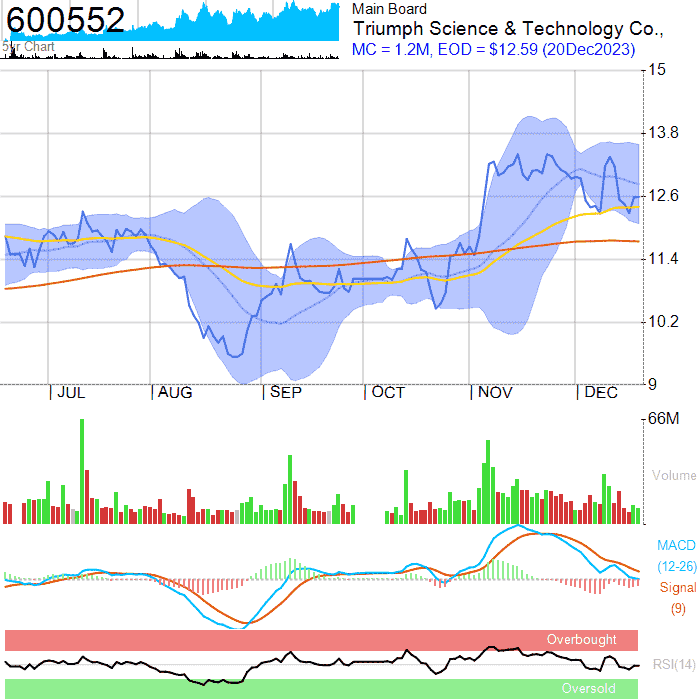 600552
5yr Chart
Main Board
Triumph Science & Technology Co.,
MC = 1.2M, EOD = $12.59 (20Dec2023)
15
13.8
12.6
11.4
10.2
9
JUL AUG SEP OCT NOV DEC
66M
Volume
MACD
(12-26)
Signal
(9)
Overbought
RSI(14)
Oversold